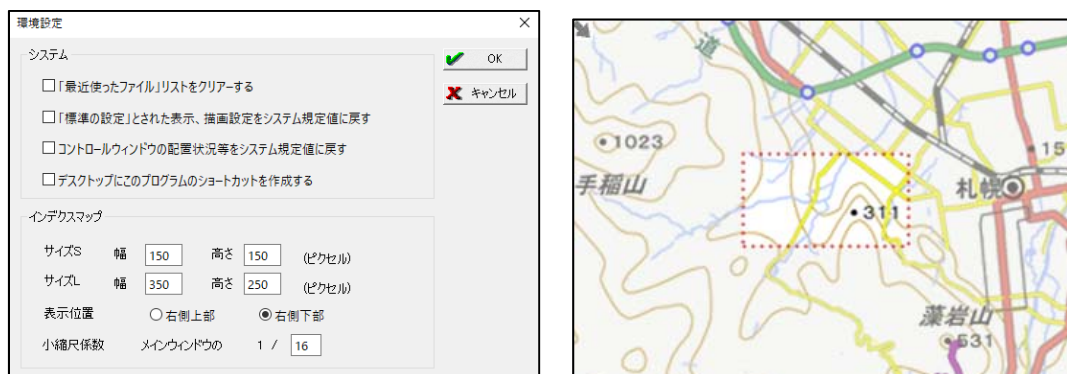 環境設定
システム
「最近使ったファイル」リストをクリアーする
「標準の設定」とされた表示、描画設定をシステム規定値に戻す
コントロールウィンドウの配置状況等をシステム規定値に戻す
デスクトップにこのプログラムのショートカットを作成する
OK
キャンセル
インデクスマップ
サイズS 幅 150 高さ 150 (ピクセル)
サイズL 幅 350 高さ 250 (ピクセル)
表示位置 右側上部 右側下部
小縮尺係数 メインウィンドウの 1 / 16
道
1023
手稲山
15
札幌
311
藻岩山
531